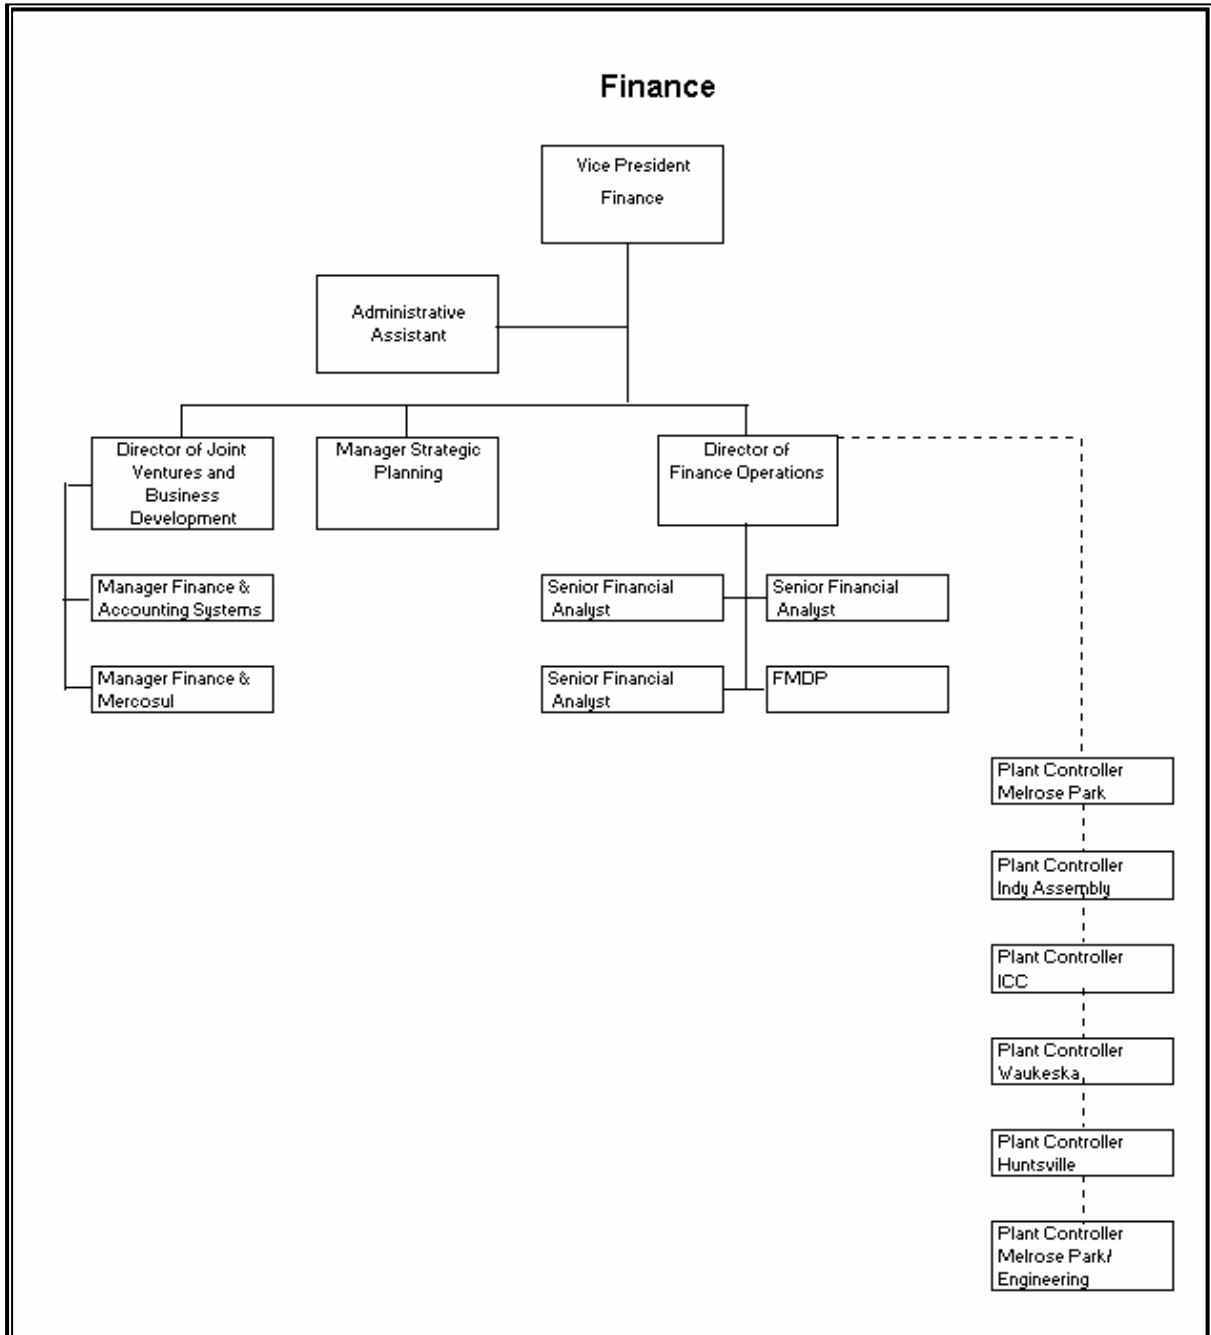 Finance
Vice President
Finance
Administrative
Assistant
Director of Joint
Ventures and
Business
Development
Manager Strategic
Planning
Director of
Finance Operations
Manager Finance &
Accounting Systems
Senior Financial
Analyst
Senior Financial
Analyst
Manager Finance &
Mercosul
Senior Financial
Analyst
FMDP
Plant Controller
Melrose Park
Plant Controller
Indy Assembly
Plant Controller
ICC
Plant Controller
Waukeska
Plant Controller
Huntsville
Plant Controller
Melrose Park/
Engineering